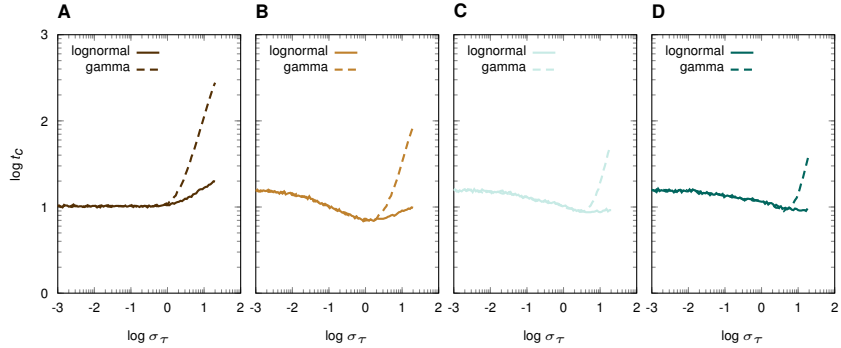 A B C D
lognormal lognormal lognormal lognormal
gamma gamma gamma gamma
3
2
1
0
log t_C
-3 -2 -1 0 1 2 -3 -2 -1 0 1 2 -3 -2 -1 0 1 2 -3 -2 -1 0 1 2
log σ_τ log σ_τ log σ_τ log σ_τ